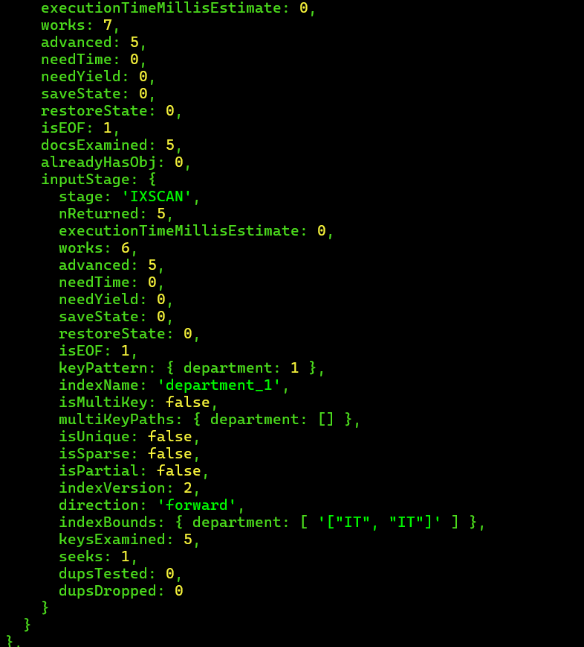 executionTimeMillisEstimate: 0,
works: 7,
advanced: 5,
needTime: 0,
needYield: 0,
saveState: 0,
restoreState: 0,
isEOF: 1,
docsExamined: 5,
alreadyHasObj: 0,
inputStage: {
stage: 'IXSCAN',
nReturned: 5,
executionTimeMillisEstimate: 0,
works: 6,
advanced: 5,
needTime: 0,
needYield: 0,
saveState: 0,
restoreState: 0,
isEOF: 1,
keyPattern: { department: 1 },
indexName: 'department_1',
isMultiKey: false,
multiKeyPaths: { department: [] },
isUnique: false,
isSparse: false,
isPartial: false,
indexVersion: 2,
direction: 'forward',
indexBounds: { department: [ '["IT", "IT"]' ] },
keysExamined: 5,
seeks: 1,
dupsTested: 0,
dupsDropped: 0
}
}
},